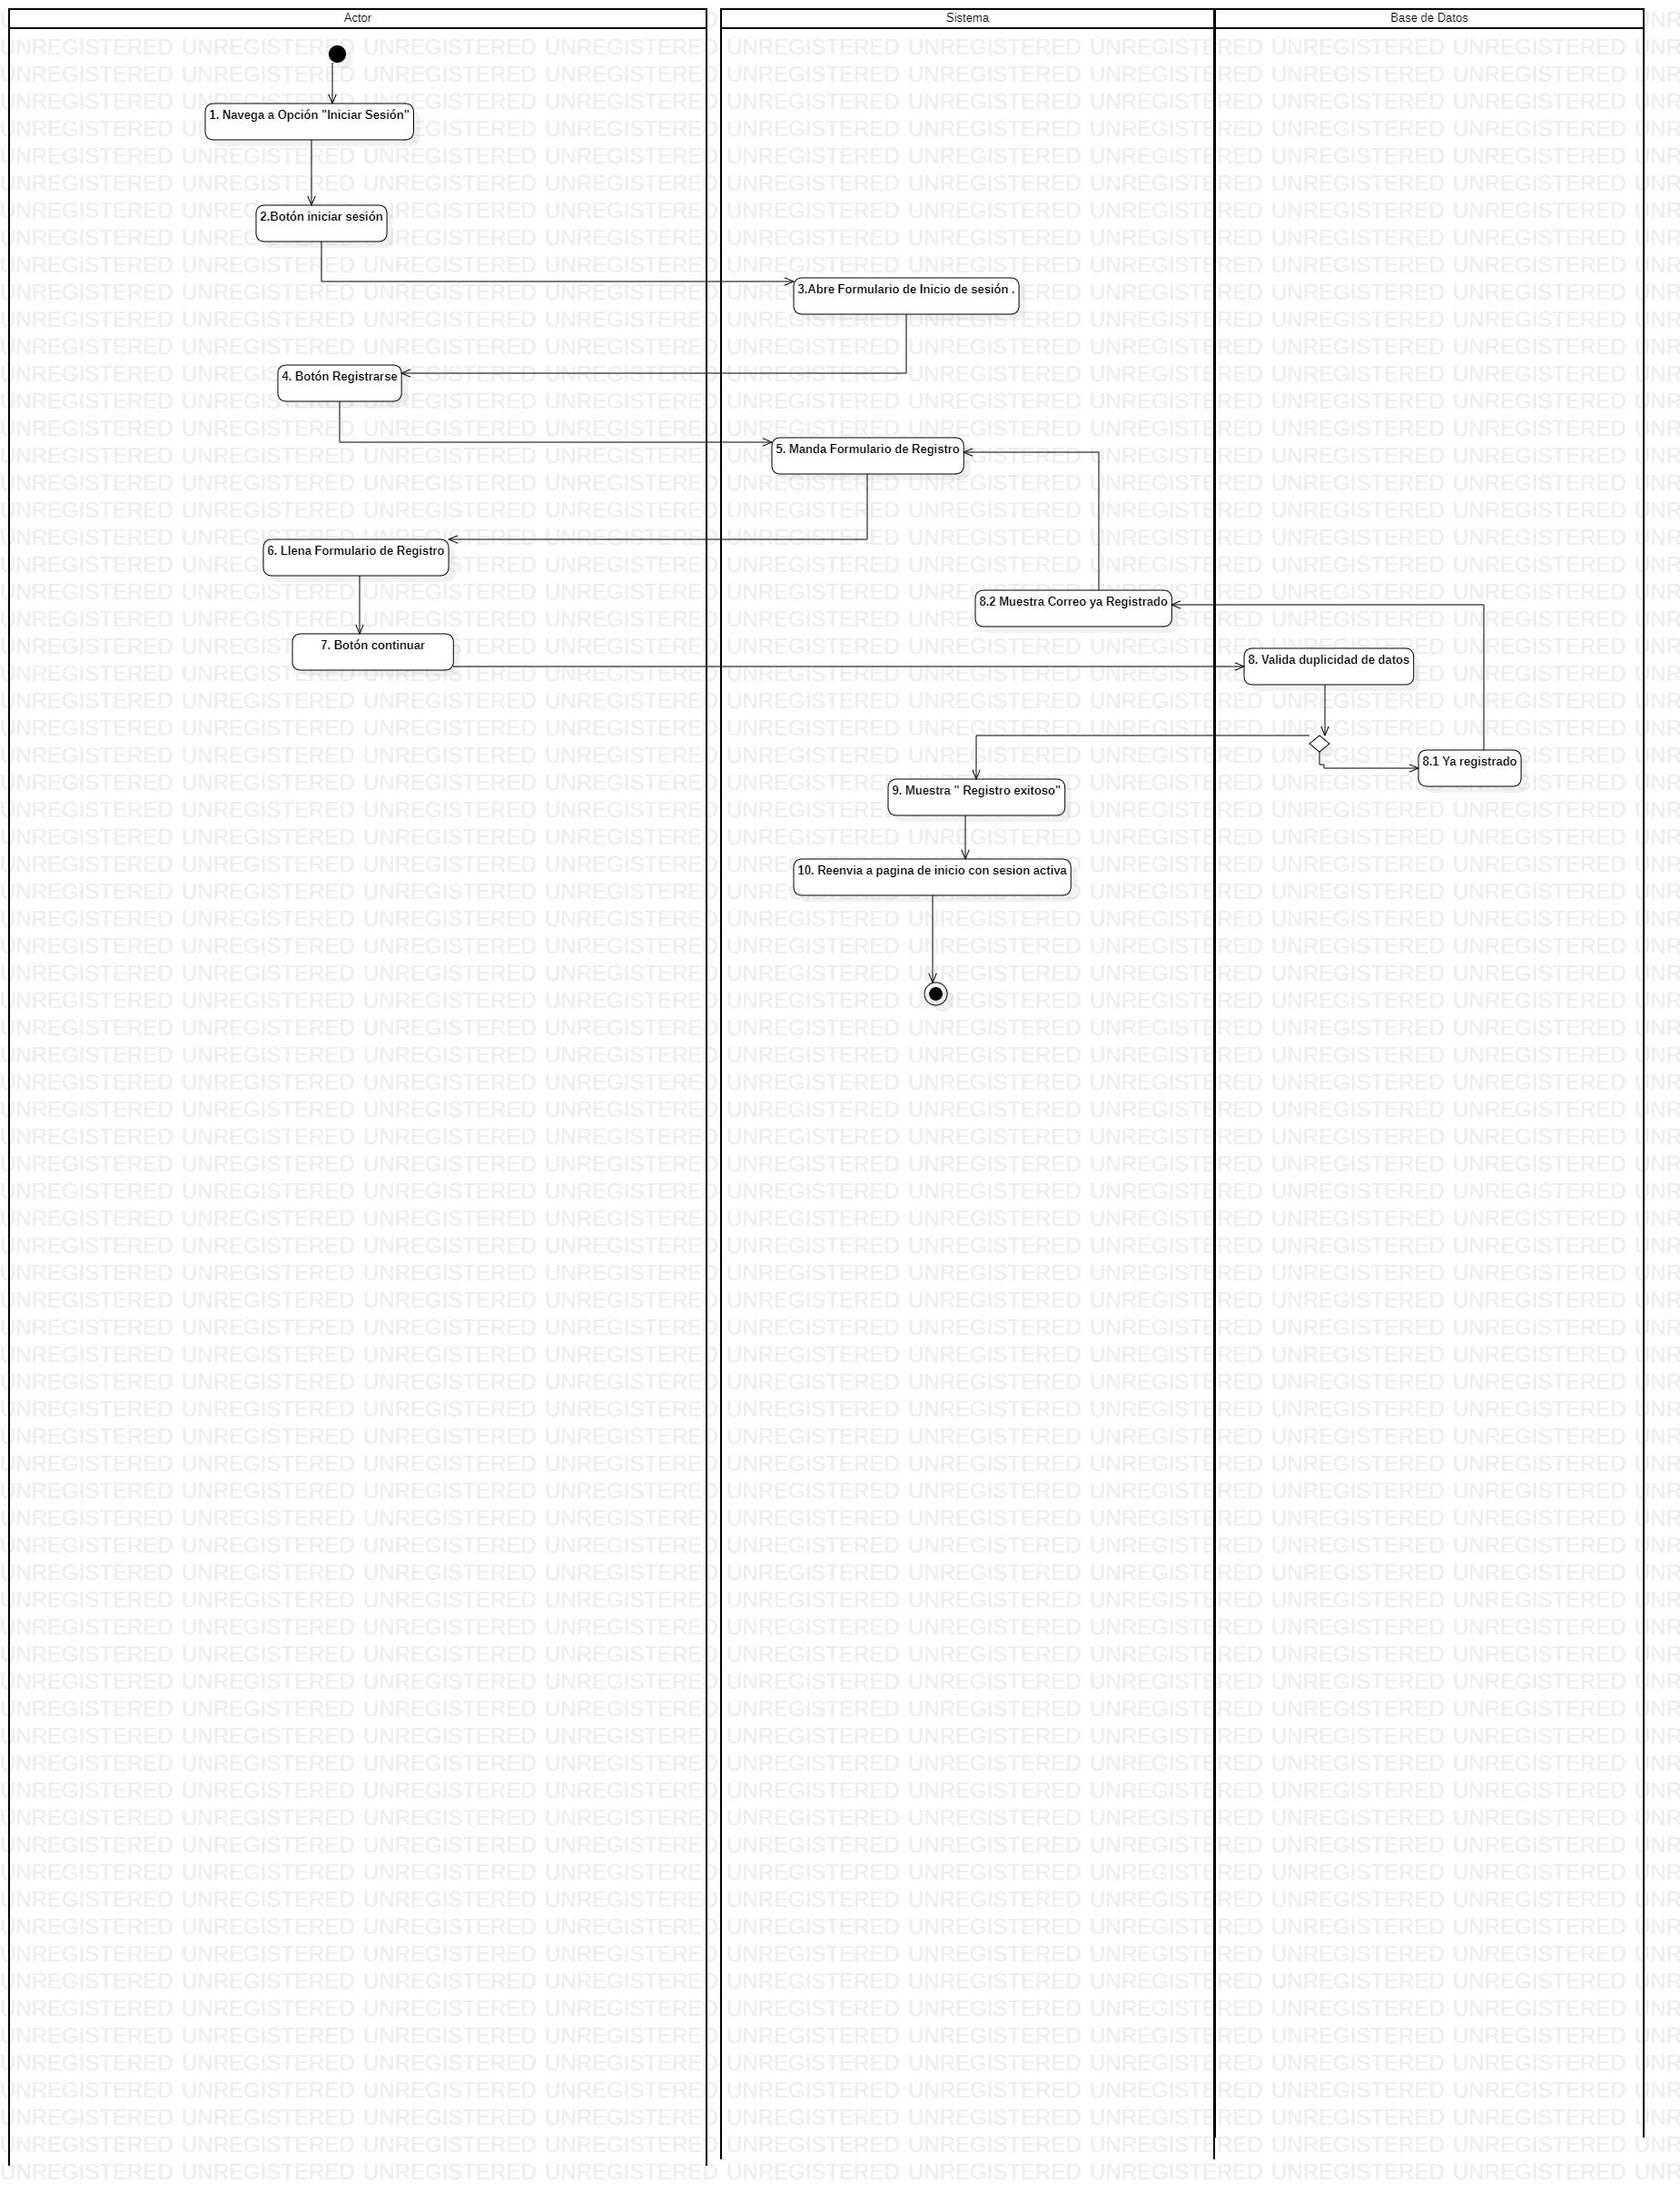 Actor
Sistema
Base de Datos
1. Navega a Opción "Iniciar Sesión"
2.Botón iniciar sesión
3.Abre Formulario de Inicio de sesión .
4. Botón Registrarse
5. Manda Formulario de Registro
6. Llena Formulario de Registro
8.2 Muestra Correo ya Registrado
7. Botón continuar
8. Valida duplicidad de datos
8.1 Ya registrado
9. Muestra " Registro exitoso"
10. Reenvia a pagina de inicio con sesion activa
UNREGISTERED